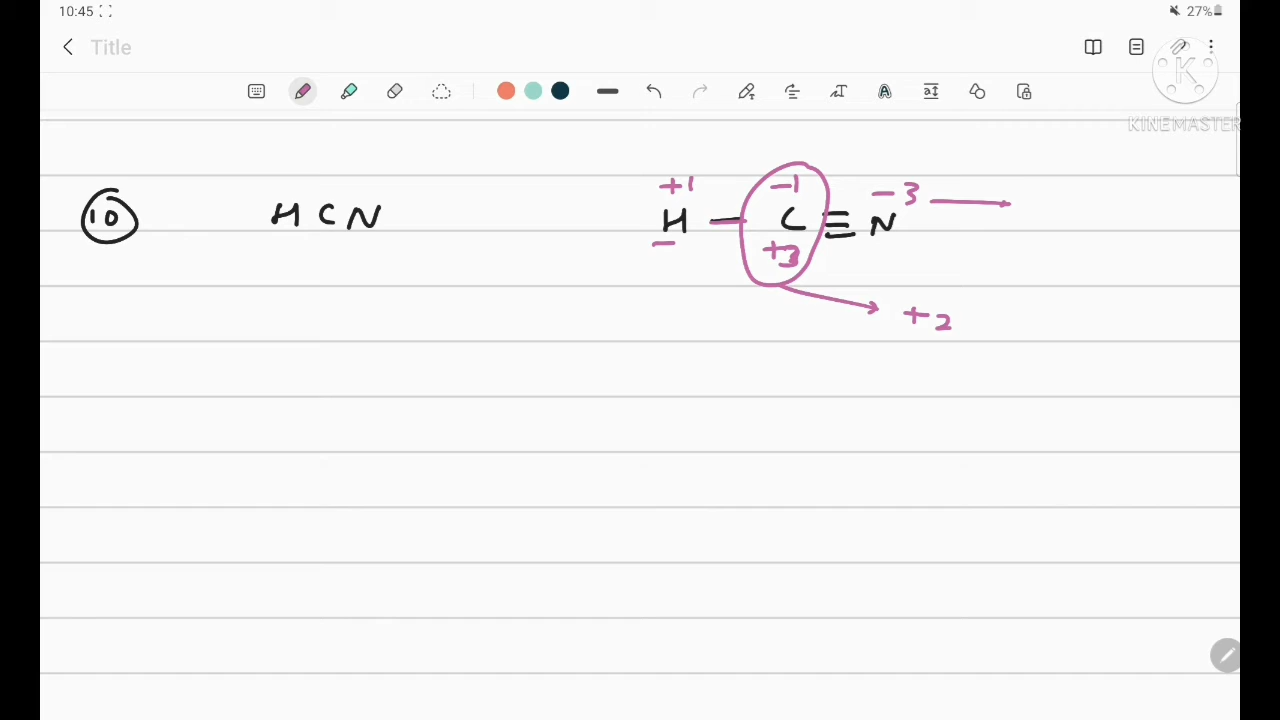 10:45
27%
Title
K
KINEMASTER
10 HCN
+1 -1 -3
H - C ≡ N
+3
+2